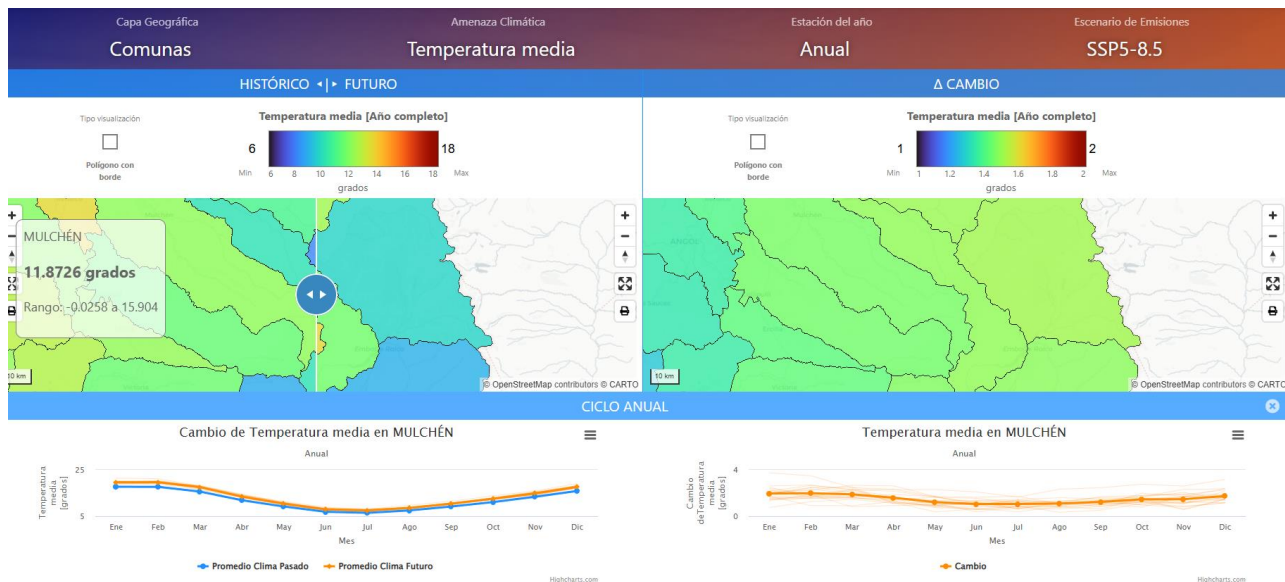 Capa Geográfica
Comunas
Amenaza Climática
Temperatura media
Estación del año
Anual
Escenario de Emisiones
SSP5-8.5
HISTÓRICO ◂|▸ FUTURO
Δ CAMBIO
Tipo visualización
Polígono con
borde
Temperatura media [Año completo]
6 18
Min 6 8 10 12 14 16 18 Max
grados
Tipo visualización
Polígono con
borde
Temperatura media [Año completo]
1 2
Min 1 1.2 1.4 1.6 1.8 2 Max
grados
MULCHÉN
11.8726 grados
Rango: -0.0258 a 15.904
10 km
© OpenStreetMap contributors © CARTO
10 km
© OpenStreetMap contributors © CARTO
CICLO ANUAL
Cambio de Temperatura media en MULCHÉN
Anual
Temperatura
media
[grados]
25
5
Ene Feb Mar Abr May Jun Jul Ago Sep Oct Nov Dic
Mes
Promedio Clima Pasado Promedio Clima Futuro
Highcharts.com
Temperatura media en MULCHÉN
Anual
Cambio
deTemperatura
media
[grados]
4
0
Ene Feb Mar Abr May Jun Jul Ago Sep Oct Nov Dic
Mes
Cambio
Highcharts.com